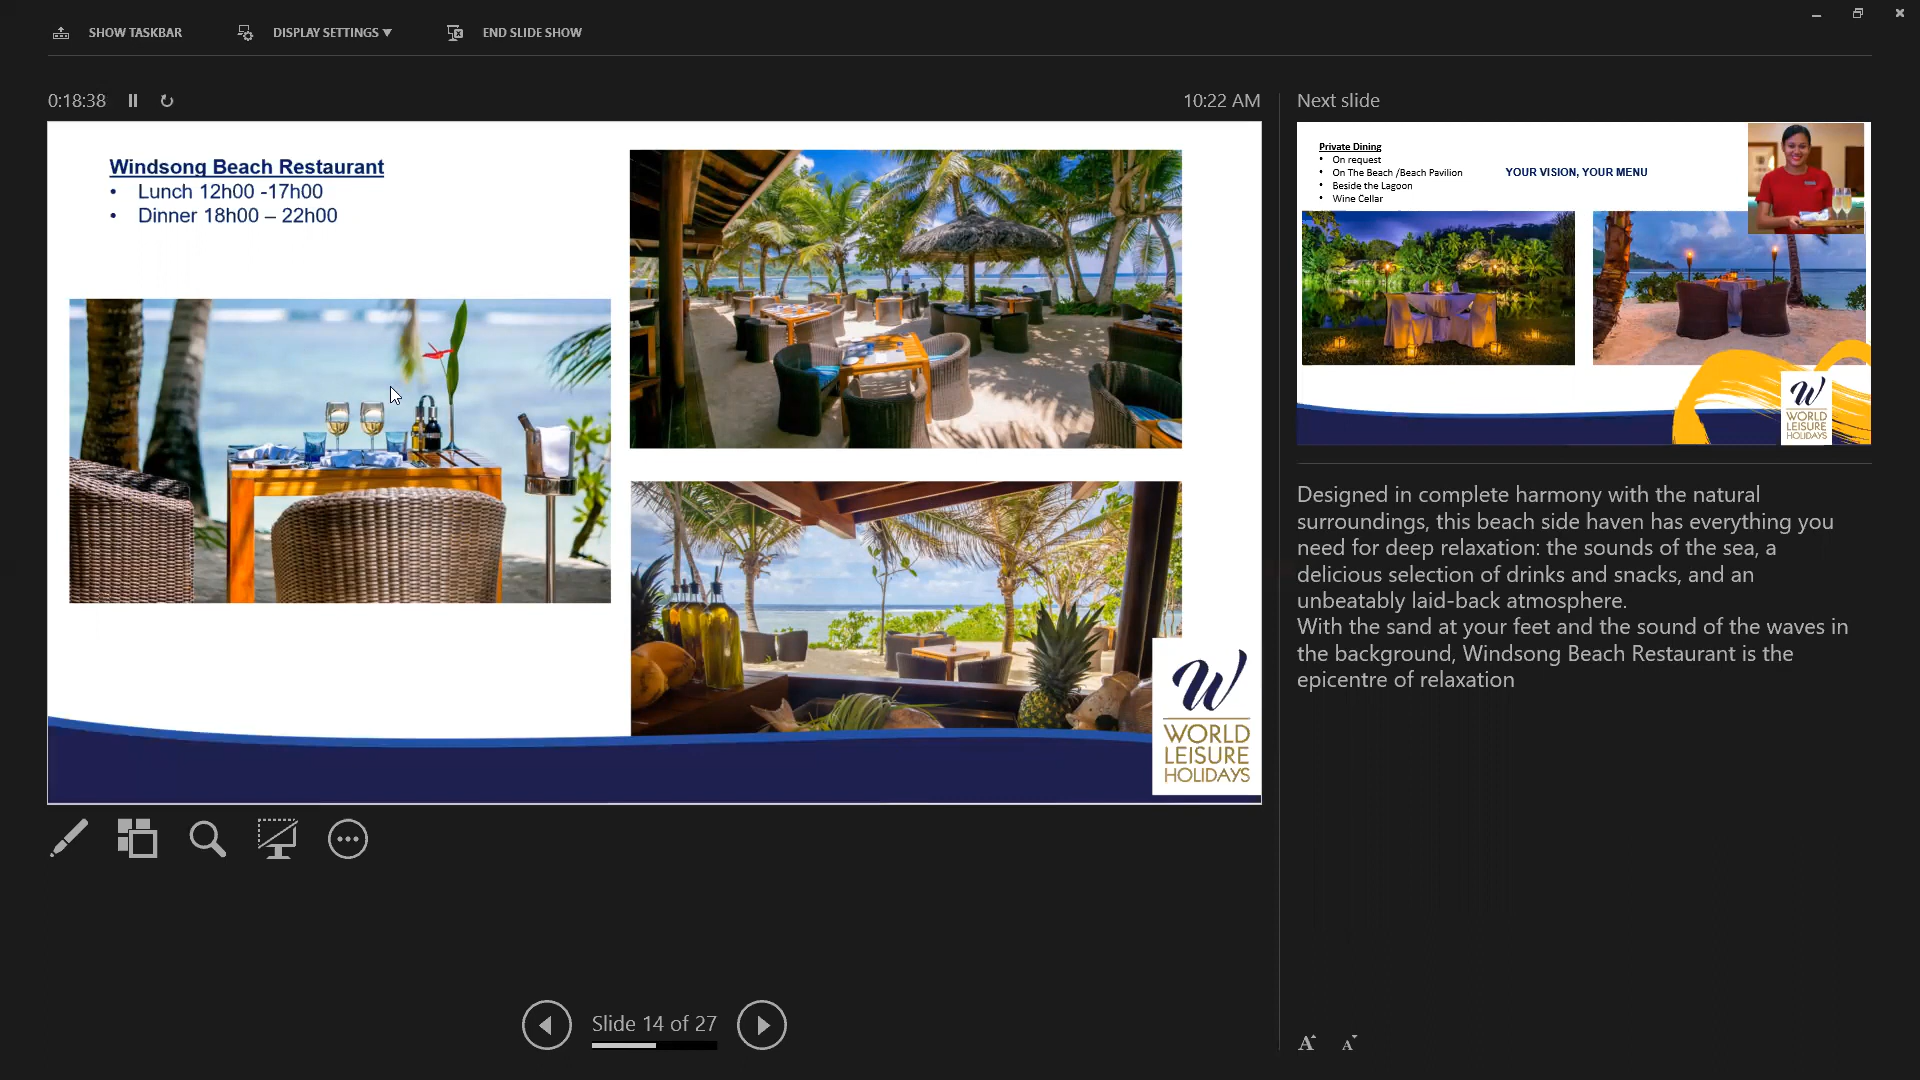 SHOW TASKBAR
DISPLAY SETTINGS ▼
END SLIDE SHOW
0:18:38
10:22 AM
Windsong Beach Restaurant
• Lunch 12h00 -17h00
• Dinner 18h00 – 22h00
W
WORLD
LEISURE
HOLIDAYS
Slide 14 of 27
Next slide
Private Dining
• On request
• On The Beach /Beach Pavilion
• Beside the Lagoon
• Wine Cellar
YOUR VISION, YOUR MENU
W
WORLD
LEISURE
HOLIDAYS
Designed in complete harmony with the natural
surroundings, this beach side haven has everything you
need for deep relaxation: the sounds of the sea, a
delicious selection of drinks and snacks, and an
unbeatably laid-back atmosphere.
With the sand at your feet and the sound of the waves in
the background, Windsong Beach Restaurant is the
epicentre of relaxation
A A